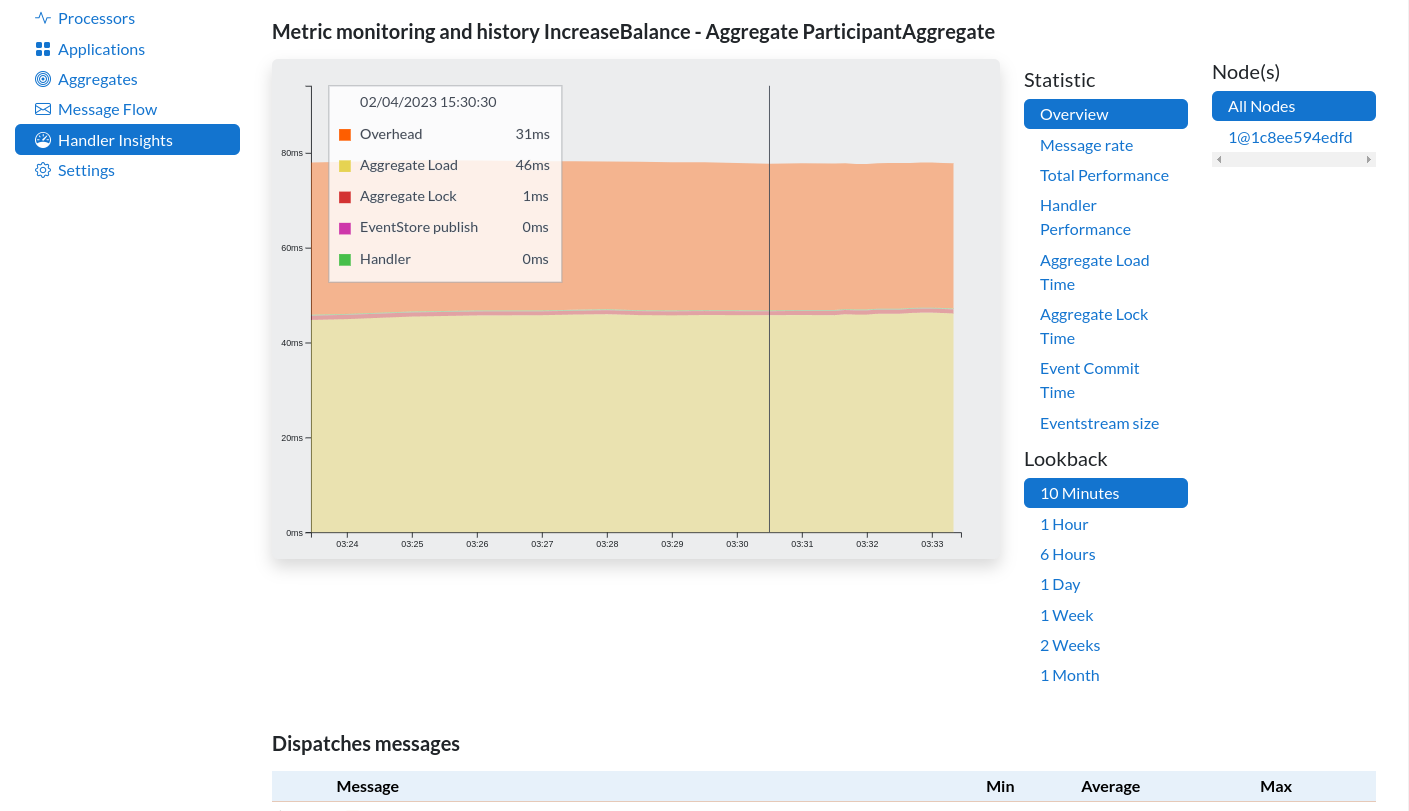 Processors
Applications
Aggregates
Message Flow
Handler Insights
Settings
Metric monitoring and history IncreaseBalance - Aggregate ParticipantAggregate
02/04/2023 15:30:30
Overhead 31ms
Aggregate Load 46ms
Aggregate Lock 1ms
EventStore publish 0ms
Handler 0ms
80ms
60ms
40ms
20ms
0ms
03:24 03:25 03:26 03:27 03:28 03:29 03:30 03:31 03:32 03:33
Statistic
Overview
Message rate
Total Performance
Handler
Performance
Aggregate Load
Time
Aggregate Lock
Time
Event Commit
Time
Eventstream size
Lookback
10 Minutes
1 Hour
6 Hours
1 Day
1 Week
2 Weeks
1 Month
Node(s)
All Nodes
1@1c8ee594edfd
Dispatches messages
Message Min Average Max